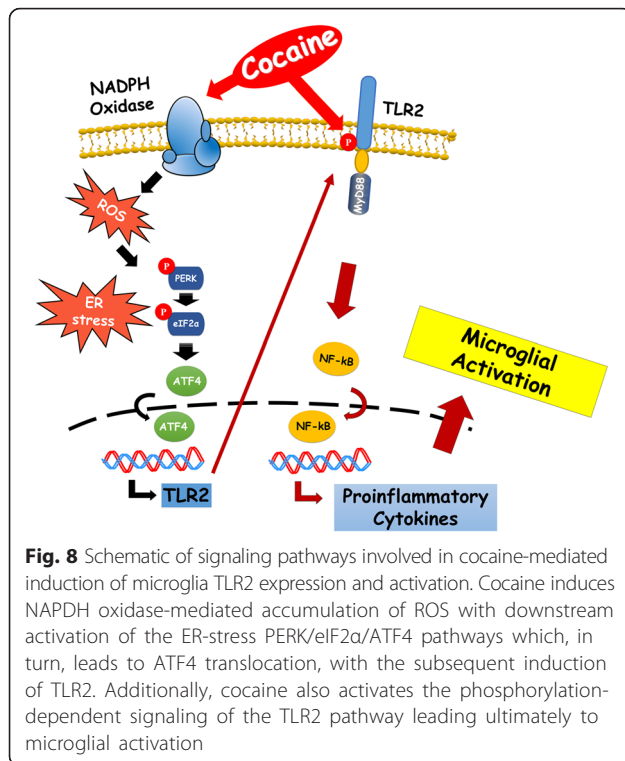 Cocaine
NADPH
Oxidase
TLR2
P
MyD88
ROS
P
PERK
ER
stress
P
eIF2a
ATF4
ATF4
TLR2
NF-kB
NF-kB
Proinflammatory
Cytokines
Microglial
Activation
Fig. 8 Schematic of signaling pathways involved in cocaine-mediated
induction of microglia TLR2 expression and activation. Cocaine induces
NAPDH oxidase-mediated accumulation of ROS with downstream
activation of the ER-stress PERK/eIF2α/ATF4 pathways which, in
turn, leads to ATF4 translocation, with the subsequent induction
of TLR2. Additionally, cocaine also activates the phosphorylation-
dependent signaling of the TLR2 pathway leading ultimately to
microglial activation